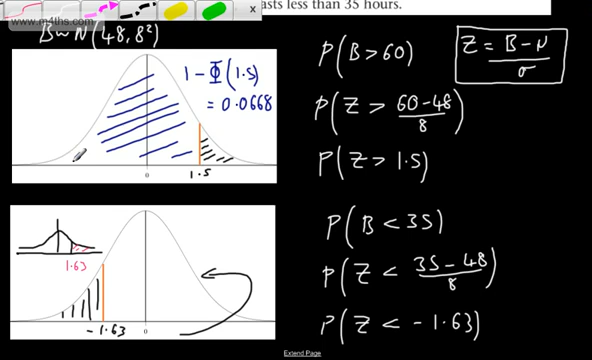 www.m4ths.com
asts less than 35 hours.
B~N(48,8²)
1 - Φ(1.5)
= 0.0668
0
1.5
P(B>60)
Z = B-N/σ
P(Z > 60-48/8)
P(Z > 1.5)
1.63
-1.63
0
P(B < 35)
P(Z < 35-48/8)
P(Z < -1.63)
Extend Page